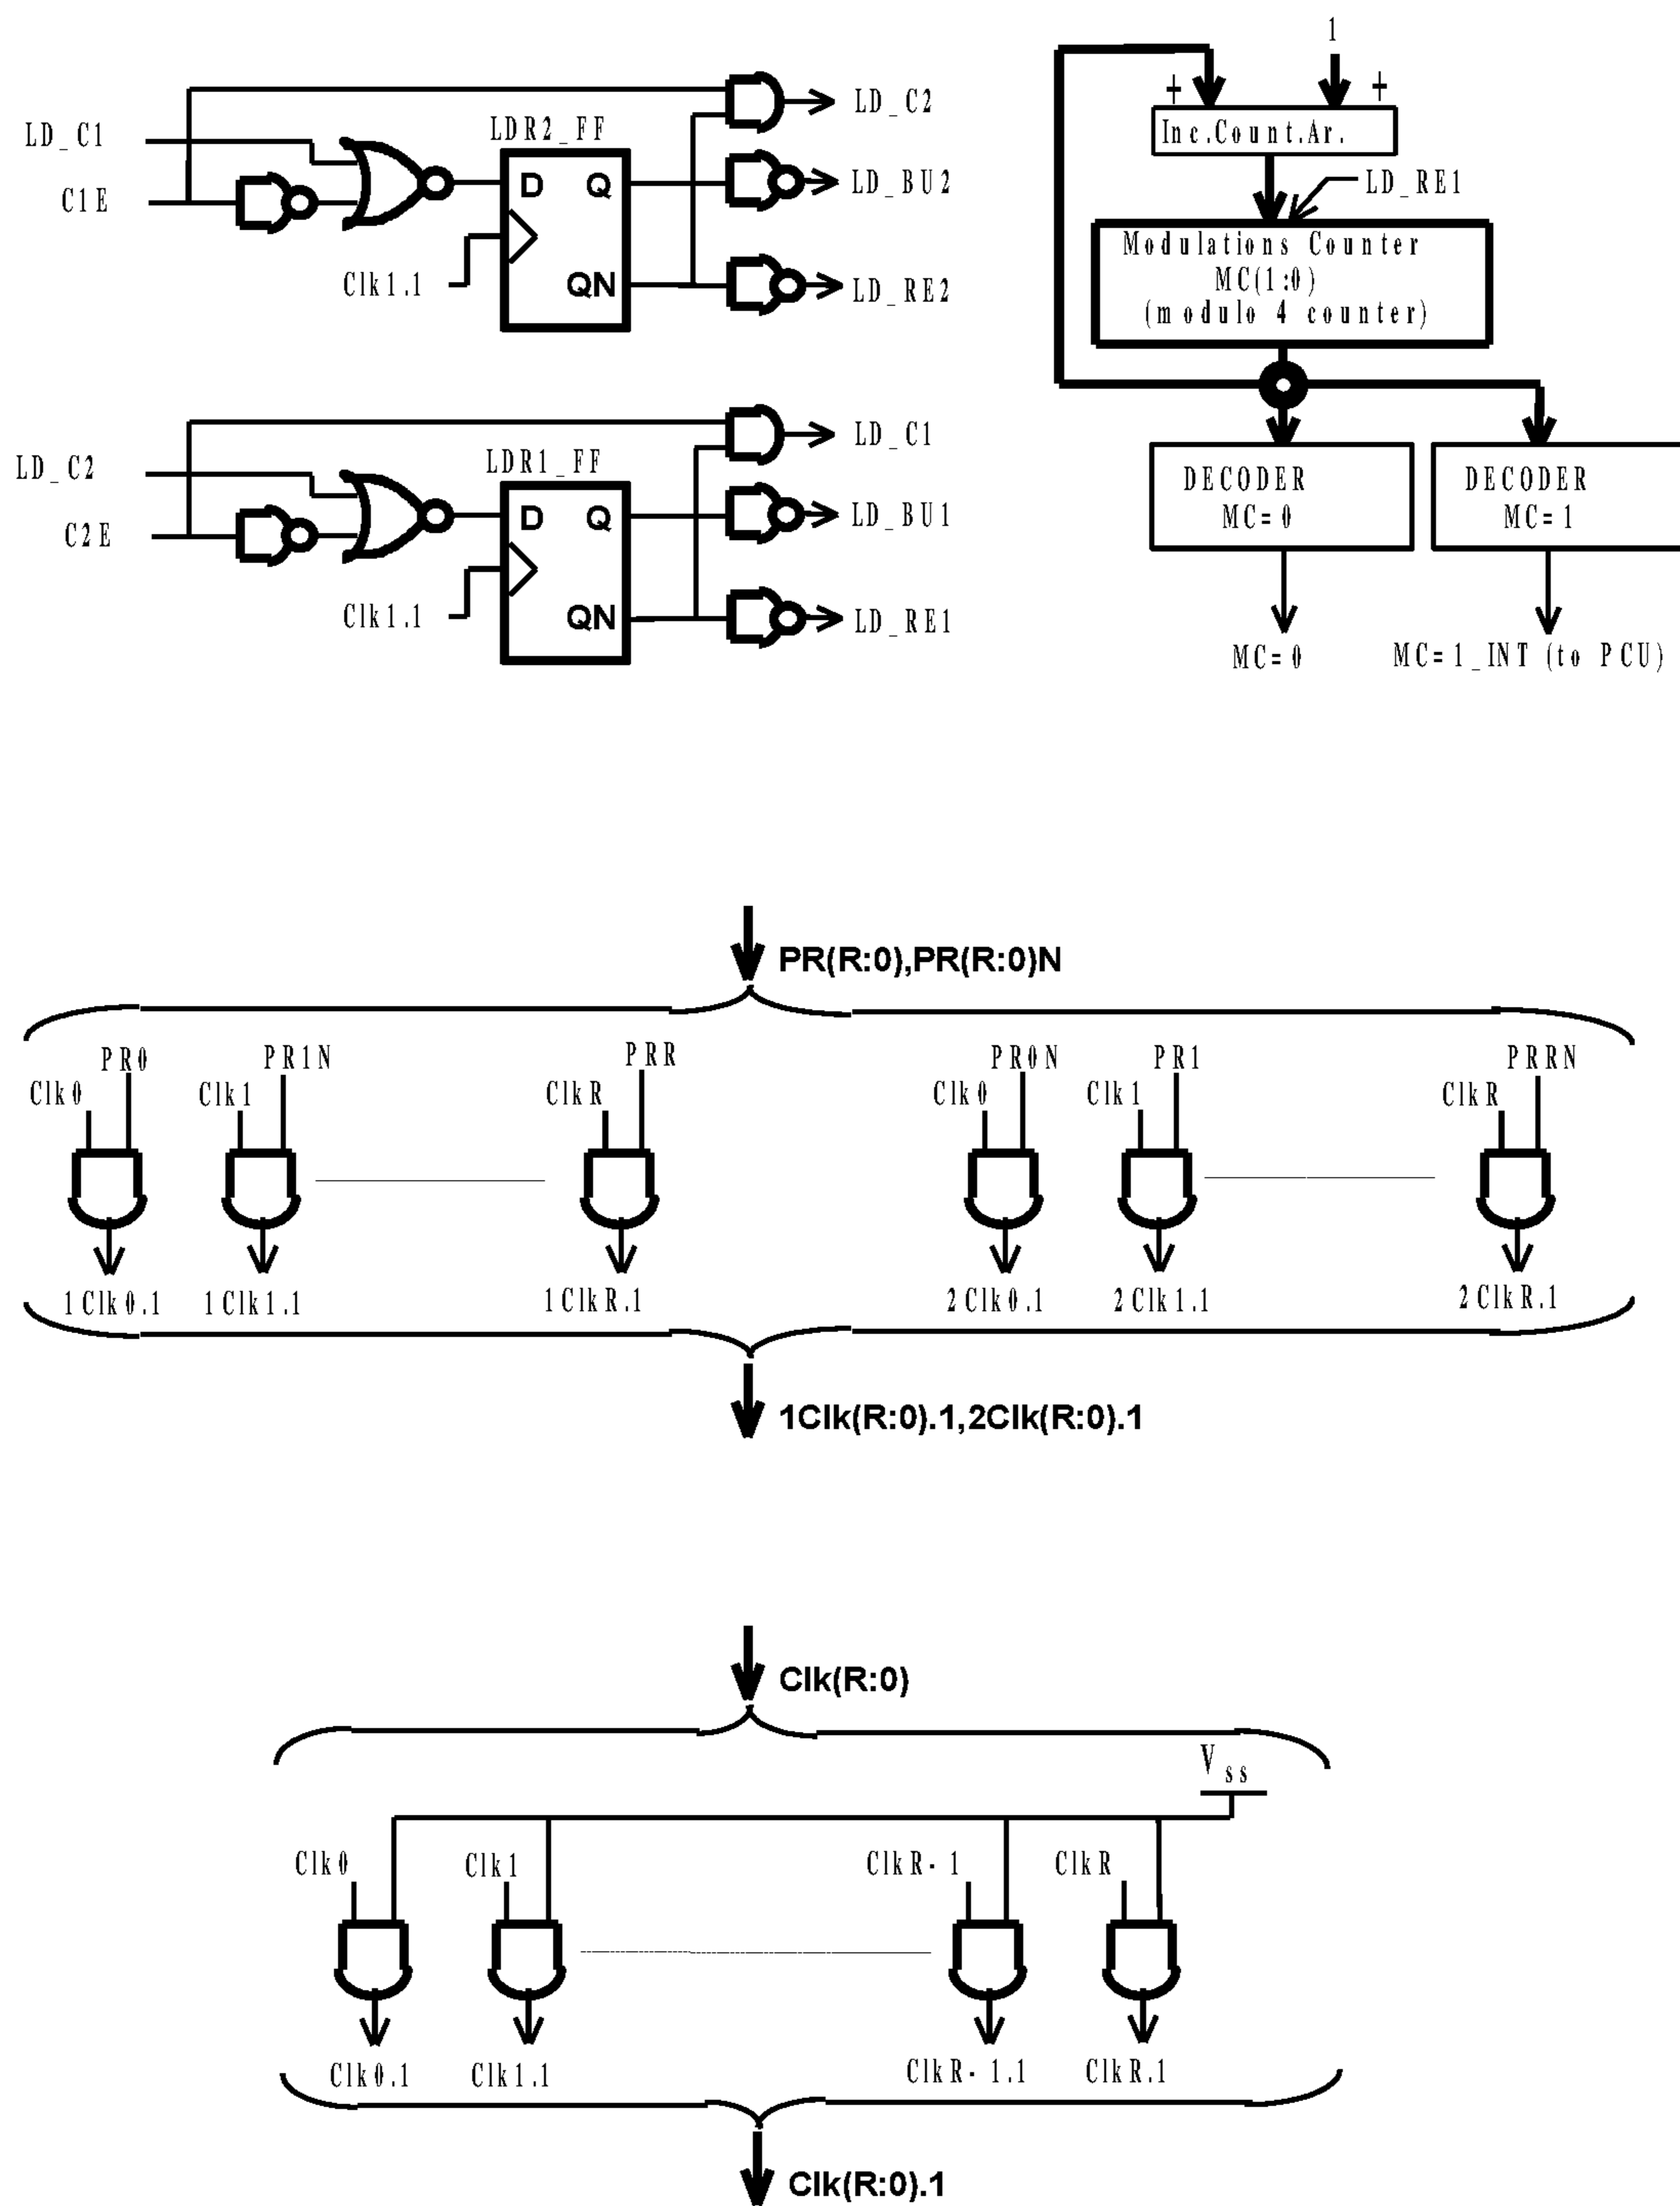 LD_C1
C1E
LDR2_FF
D Q
QN
Clk1.1
LD_C2
LD_BU2
LD_RE2
1
+ +
Inc.Count.Ar.
LD_RE1
Modulations Counter
MC(1:0)
(modulo 4 counter)
DECODER
MC=0
DECODER
MC=1
MC=0
MC=1_INT (to PCU)
LD_C2
C2E
LDR1_FF
D Q
QN
Clk1.1
LD_C1
LD_BU1
LD_RE1
PR(R:0),PR(R:0)N
PR0 PR1N PRR PR0N PR1 PRRN
Clk0 Clk1 ClkR Clk0 Clk1 ClkR
1Clk0.1 1Clk1.1 1ClkR.1 2Clk0.1 2Clk1.1 2ClkR.1
1Clk(R:0).1,2Clk(R:0).1
Clk(R:0)
Vss
Clk0 Clk1 ClkR-1 ClkR
Clk0.1 Clk1.1 ClkR-1.1 ClkR.1
Clk(R:0).1